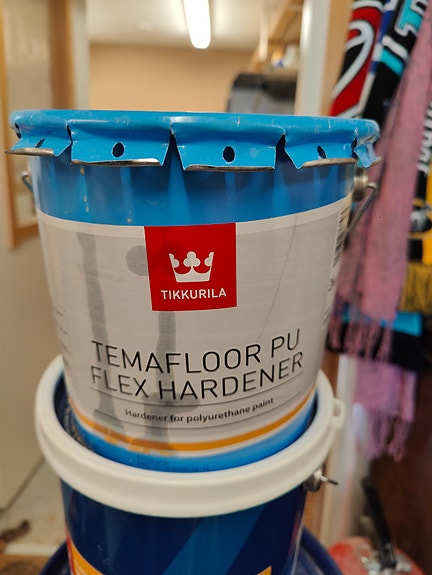 TIKKURILA
TEMAFLOOR PU
FLEX HARDENER
Hardener for polyurethane paint